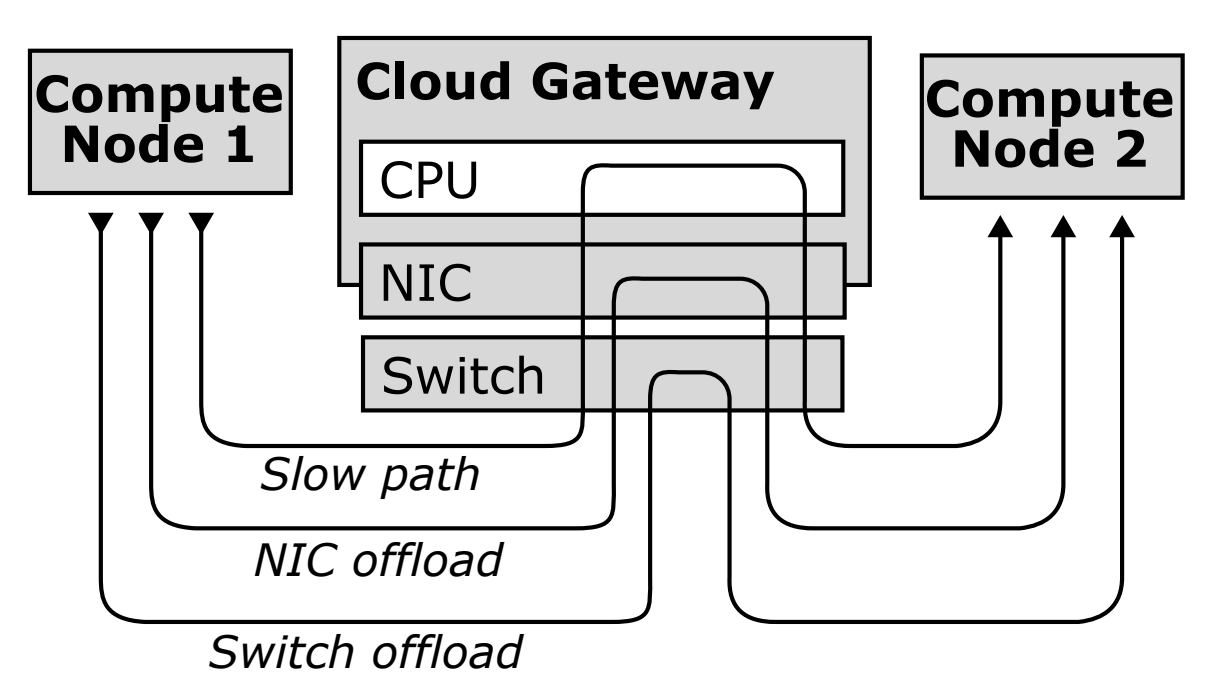 Compute
Node 1
Cloud Gateway
CPU
NIC
Switch
Compute
Node 2
Slow path
NIC offload
Switch offload